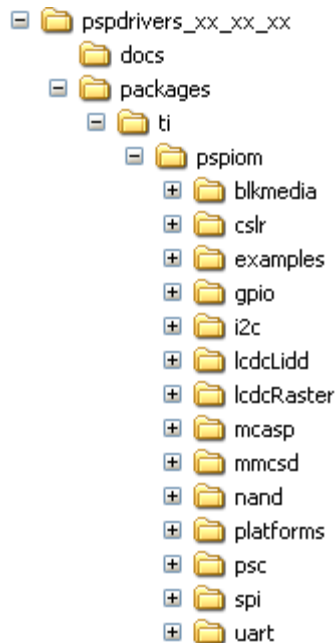 pspdrivers_xx_xx_xx
docs
packages
ti
pspiom
blkmedia
cslr
examples
gpio
i2c
lcdcLidd
lcdcRaster
mcasp
mmcsd
nand
platforms
psc
spi
uart